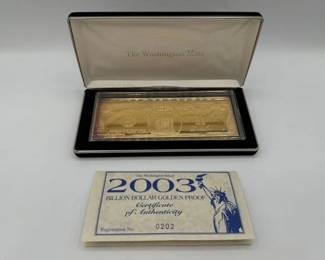 The Washington Mint
The Washington Mint
2003
BILLION DOLLAR GOLDEN PROOF
Certificate
of Authenticity
Registration No. 0202